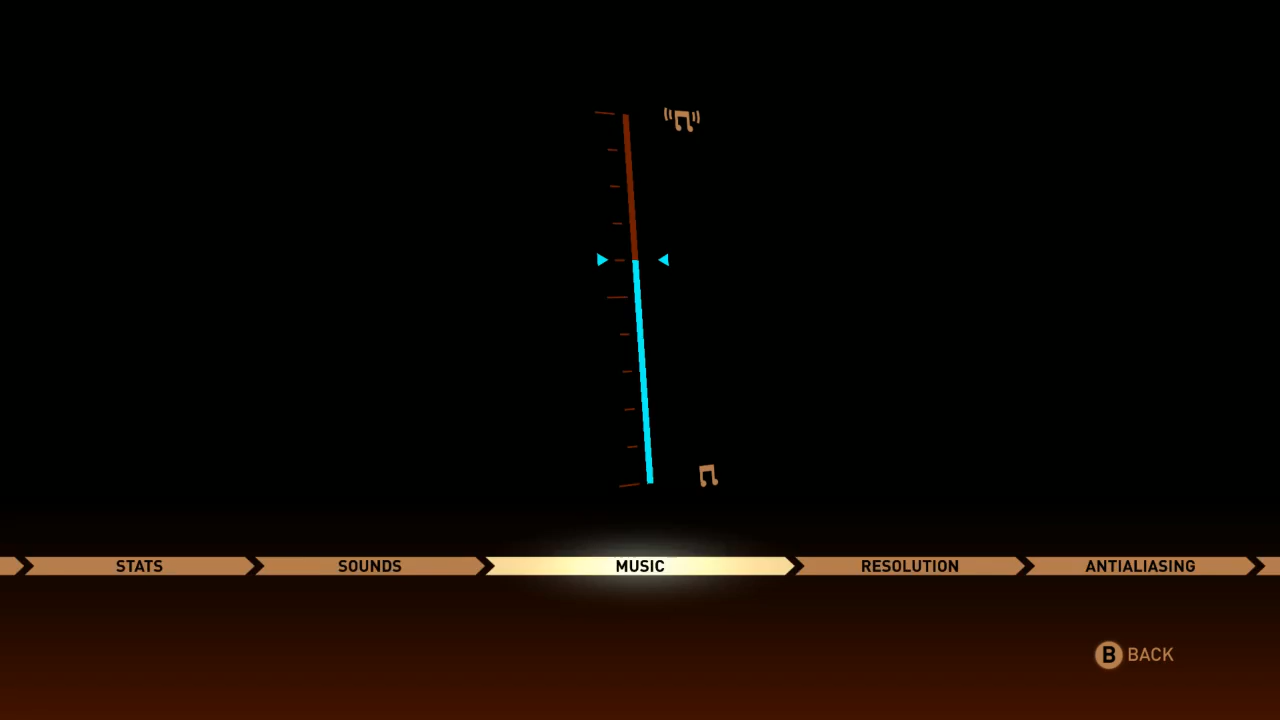 STATS
SOUNDS
MUSIC
RESOLUTION
ANTIALIASING
B BACK